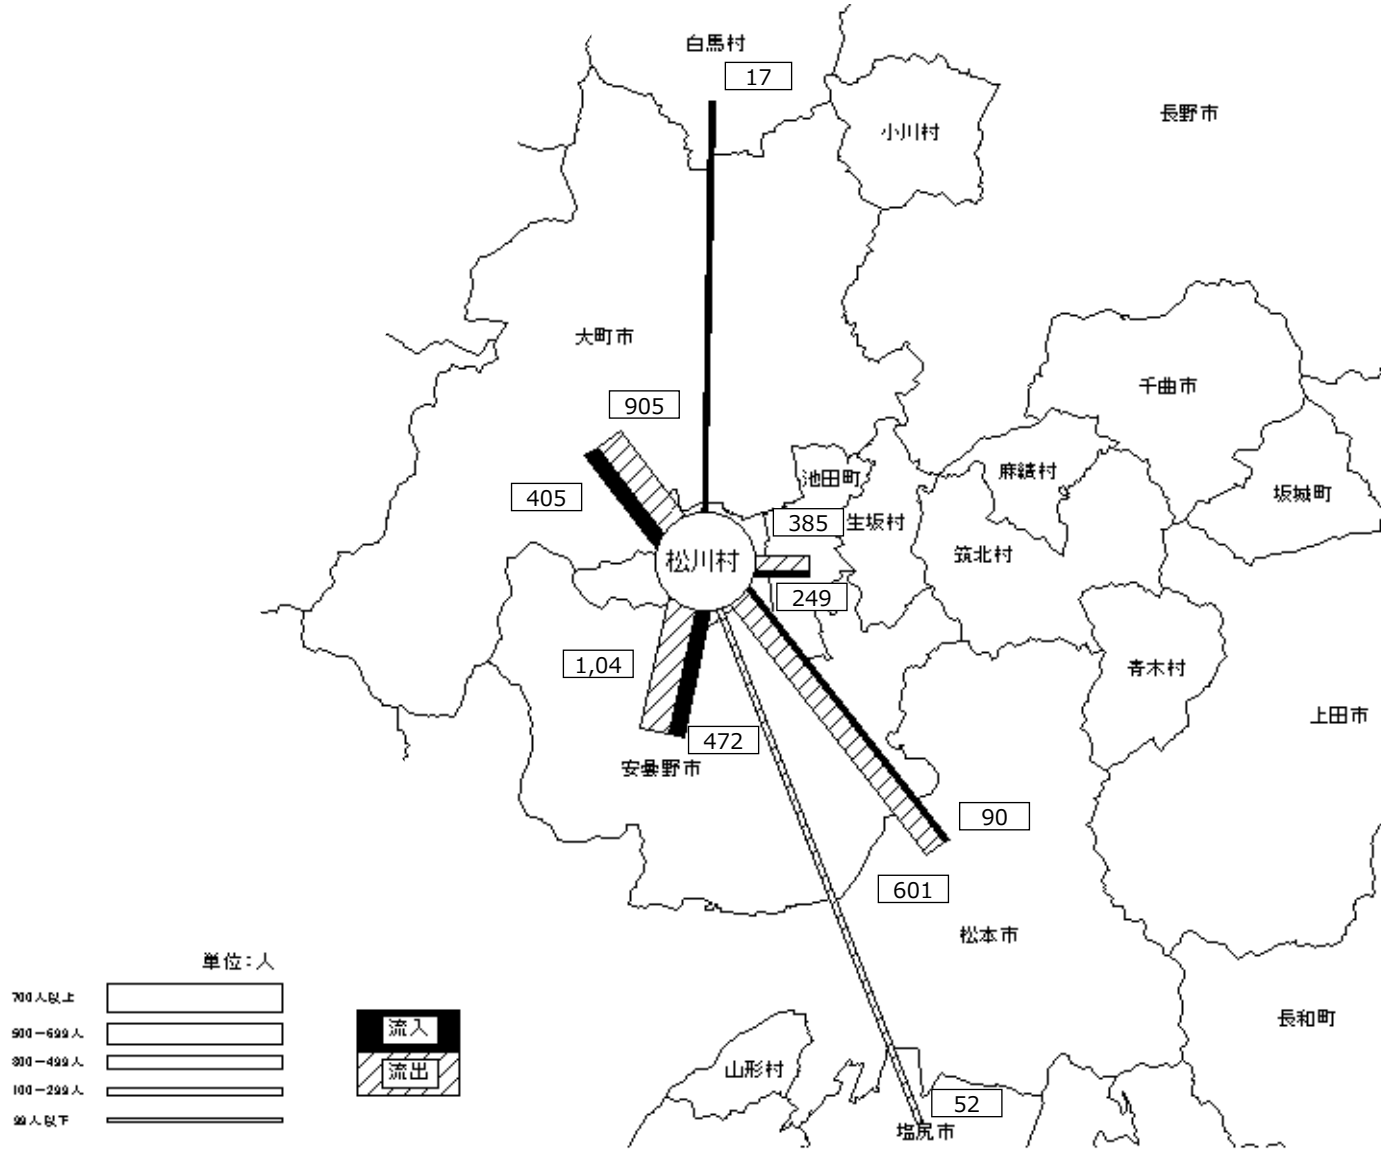 白馬村
17
小川村
長野市
大町市
千曲市
905
麻績村
池田町
坂城町
405
385
生坂村
筑北村
松川村
249
1,04
青木村
上田市
472
安曇野市
90
601
松本市
単位:人
700人以上
500-699人
300-499人
100-299人
99人以下
流入
流出
長和町
山形村
52
塩尻市